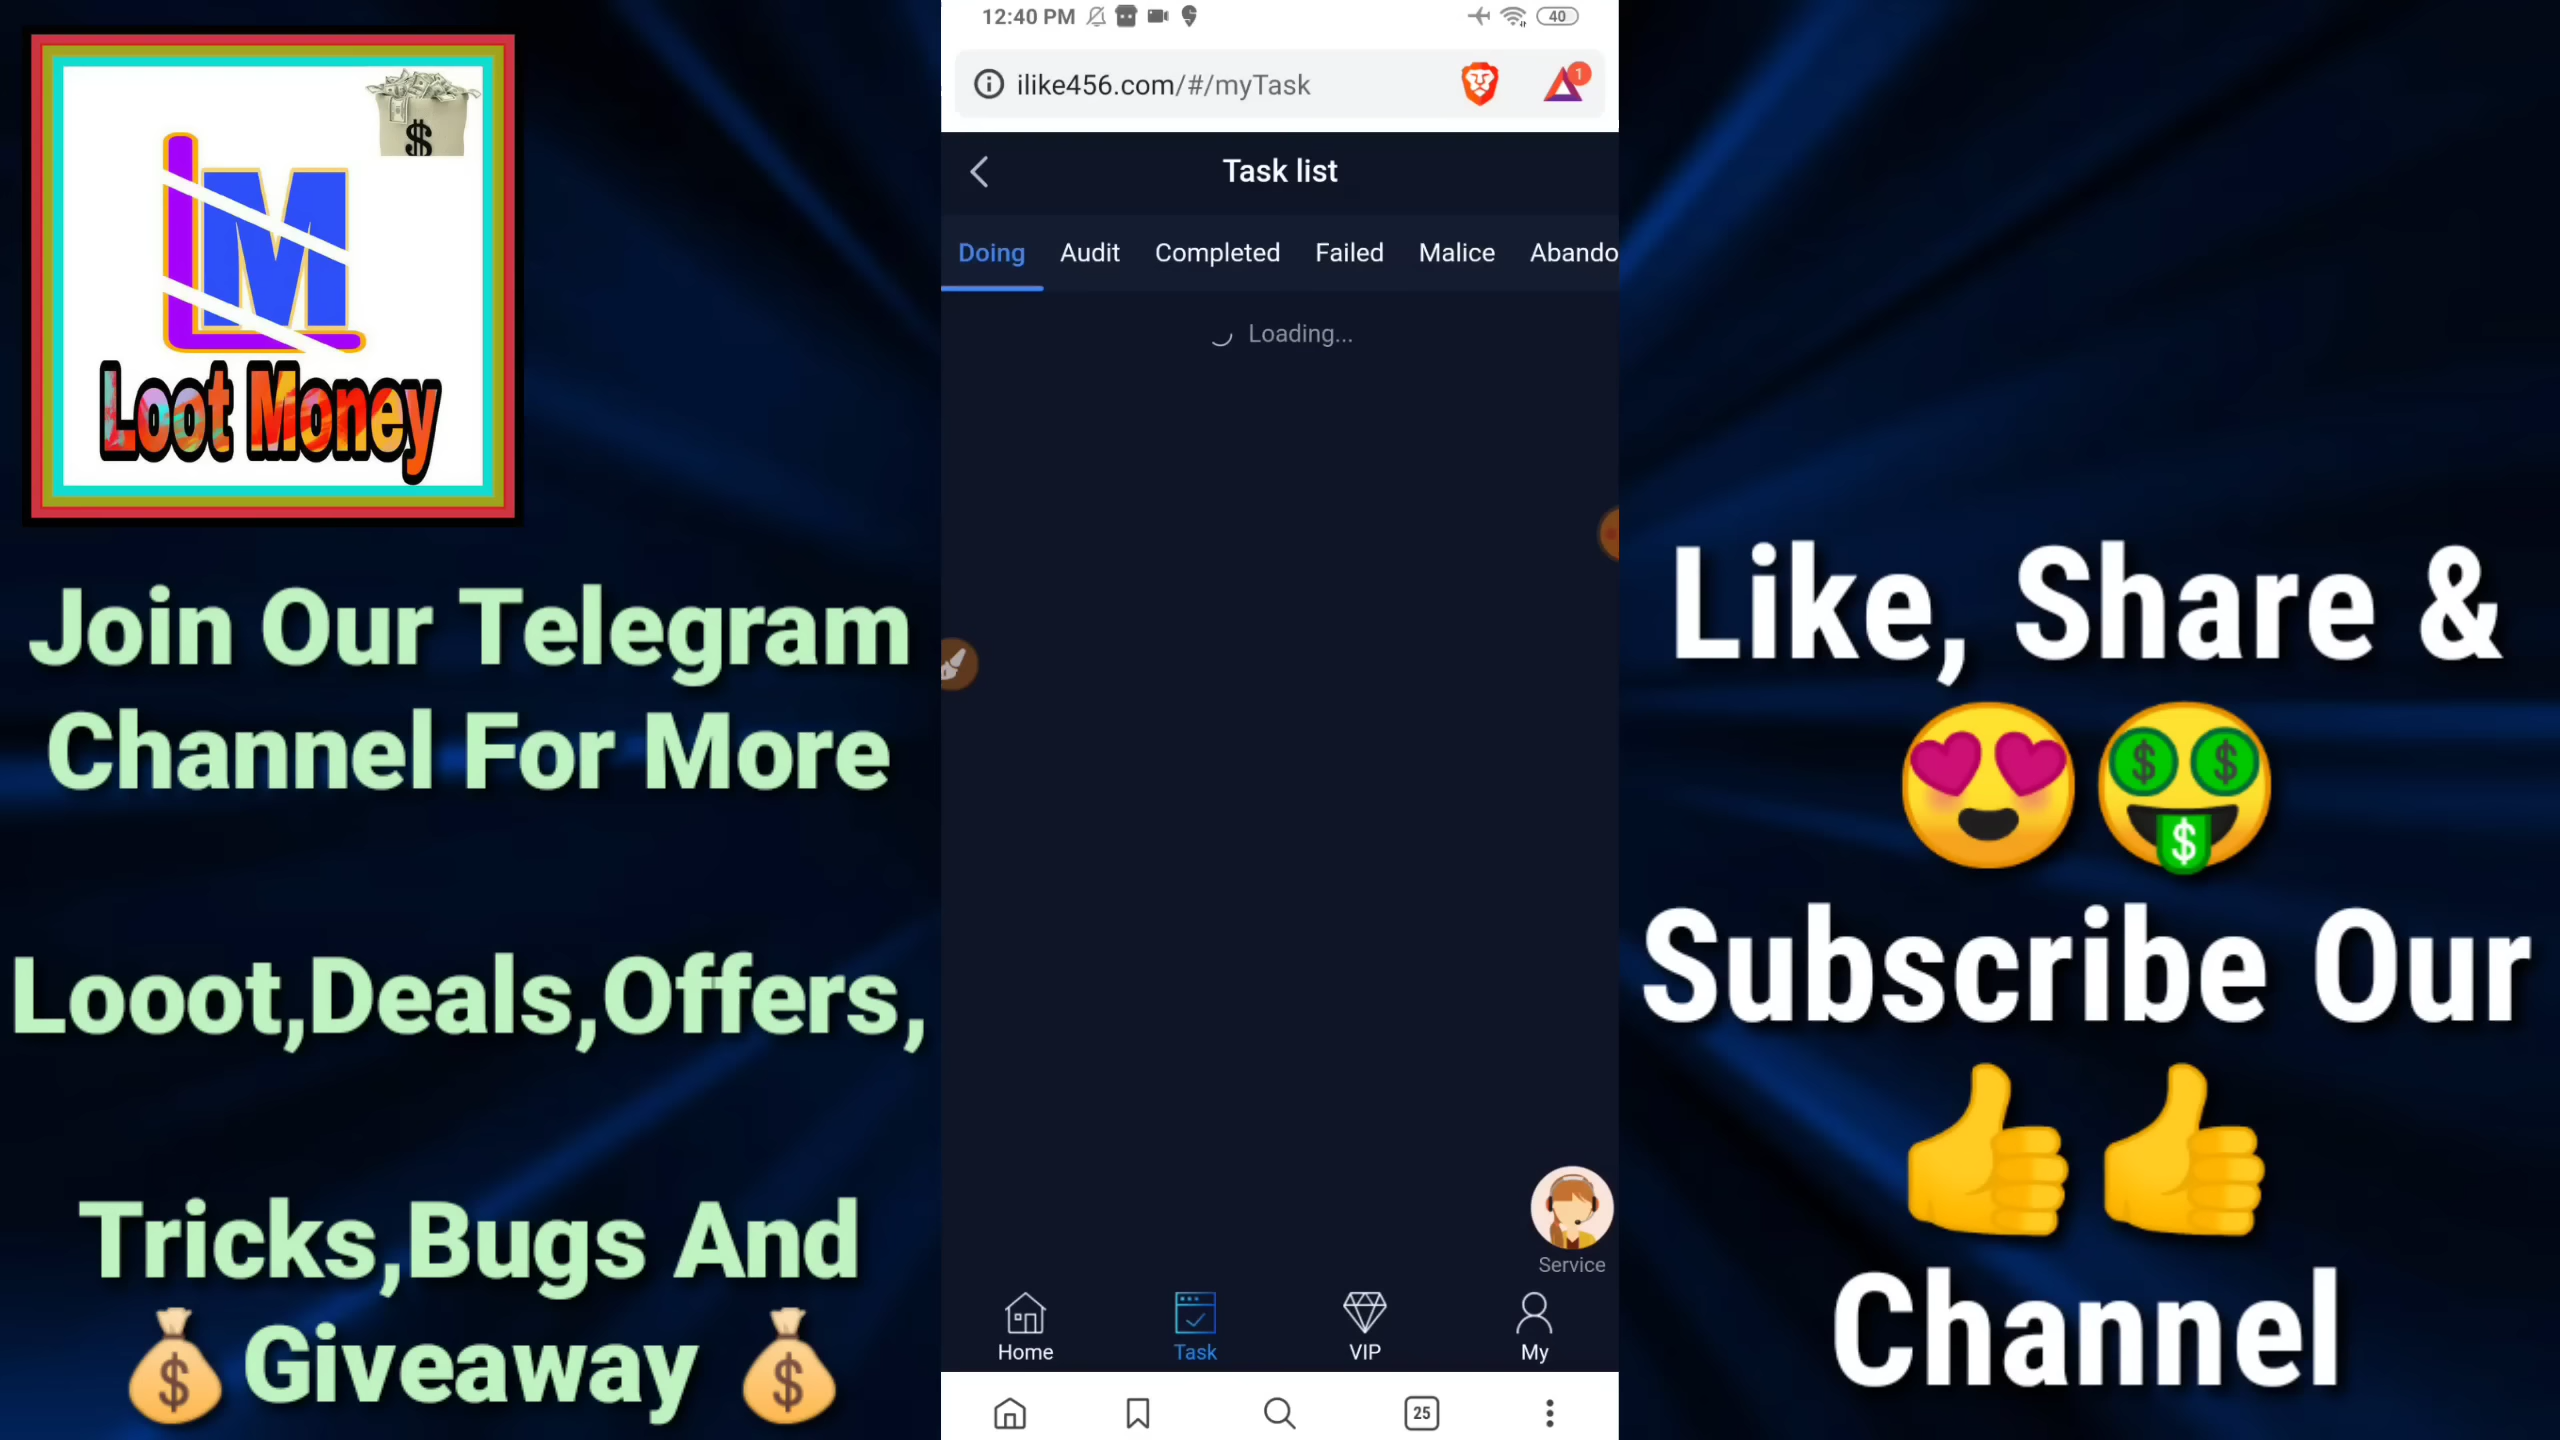 LM
$
Loot Money
Join Our Telegram
Channel For More
Looot,Deals,Offers,
Tricks,Bugs And
Giveaway
12:40 PM
40
ilike456.com/#/myTask
1
Task list
Doing Audit Completed Failed Malice Abando
Loading...
Service
Home Task VIP My
25
Like, Share &
Subscribe Our
Channel